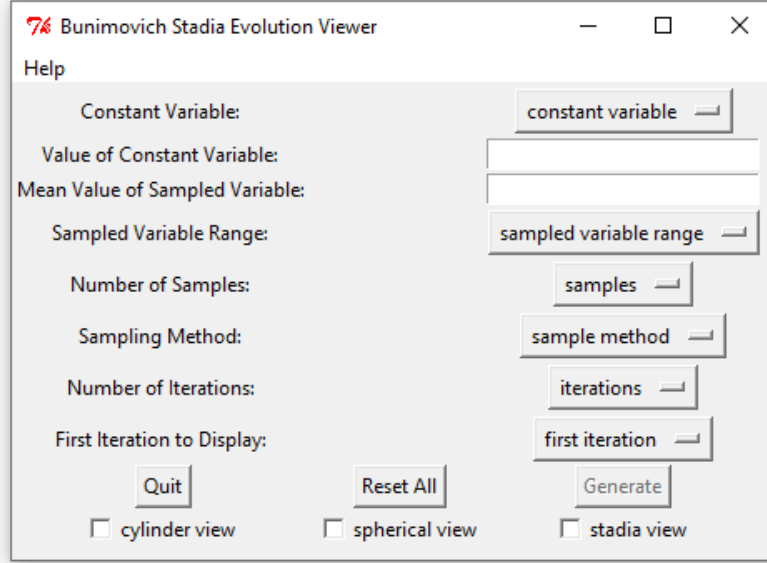 Bunimovich Stadia Evolution Viewer
Help
Constant Variable: constant variable
Value of Constant Variable:
Mean Value of Sampled Variable:
Sampled Variable Range: sampled variable range
Number of Samples: samples
Sampling Method: sample method
Number of Iterations: iterations
First Iteration to Display: first iteration
Quit Reset All Generate
cylinder view spherical view stadia view